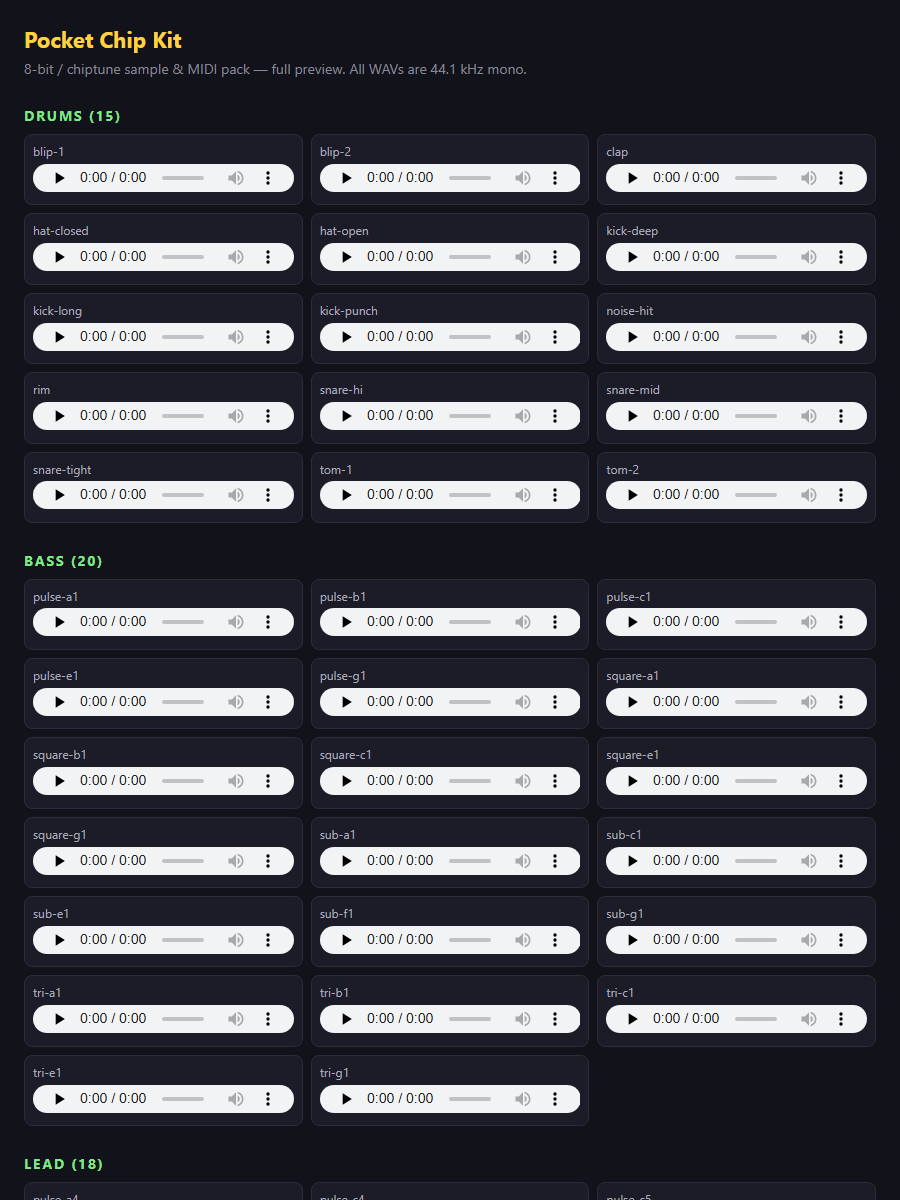 Pocket Chip Kit
8-bit / chiptune sample & MIDI pack — full preview. All WAVs are 44.1 kHz mono.
DRUMS (15)
blip-1 blip-2 clap
0:00 / 0:00 0:00 / 0:00 0:00 / 0:00
hat-closed hat-open kick-deep
0:00 / 0:00 0:00 / 0:00 0:00 / 0:00
kick-long kick-punch noise-hit
0:00 / 0:00 0:00 / 0:00 0:00 / 0:00
rim snare-hi snare-mid
0:00 / 0:00 0:00 / 0:00 0:00 / 0:00
snare-tight tom-1 tom-2
0:00 / 0:00 0:00 / 0:00 0:00 / 0:00
BASS (20)
pulse-a1 pulse-b1 pulse-c1
0:00 / 0:00 0:00 / 0:00 0:00 / 0:00
pulse-e1 pulse-g1 square-a1
0:00 / 0:00 0:00 / 0:00 0:00 / 0:00
square-b1 square-c1 square-e1
0:00 / 0:00 0:00 / 0:00 0:00 / 0:00
square-g1 sub-a1 sub-c1
0:00 / 0:00 0:00 / 0:00 0:00 / 0:00
sub-e1 sub-f1 sub-g1
0:00 / 0:00 0:00 / 0:00 0:00 / 0:00
tri-a1 tri-b1 tri-c1
0:00 / 0:00 0:00 / 0:00 0:00 / 0:00
tri-e1 tri-g1
0:00 / 0:00 0:00 / 0:00
LEAD (18)